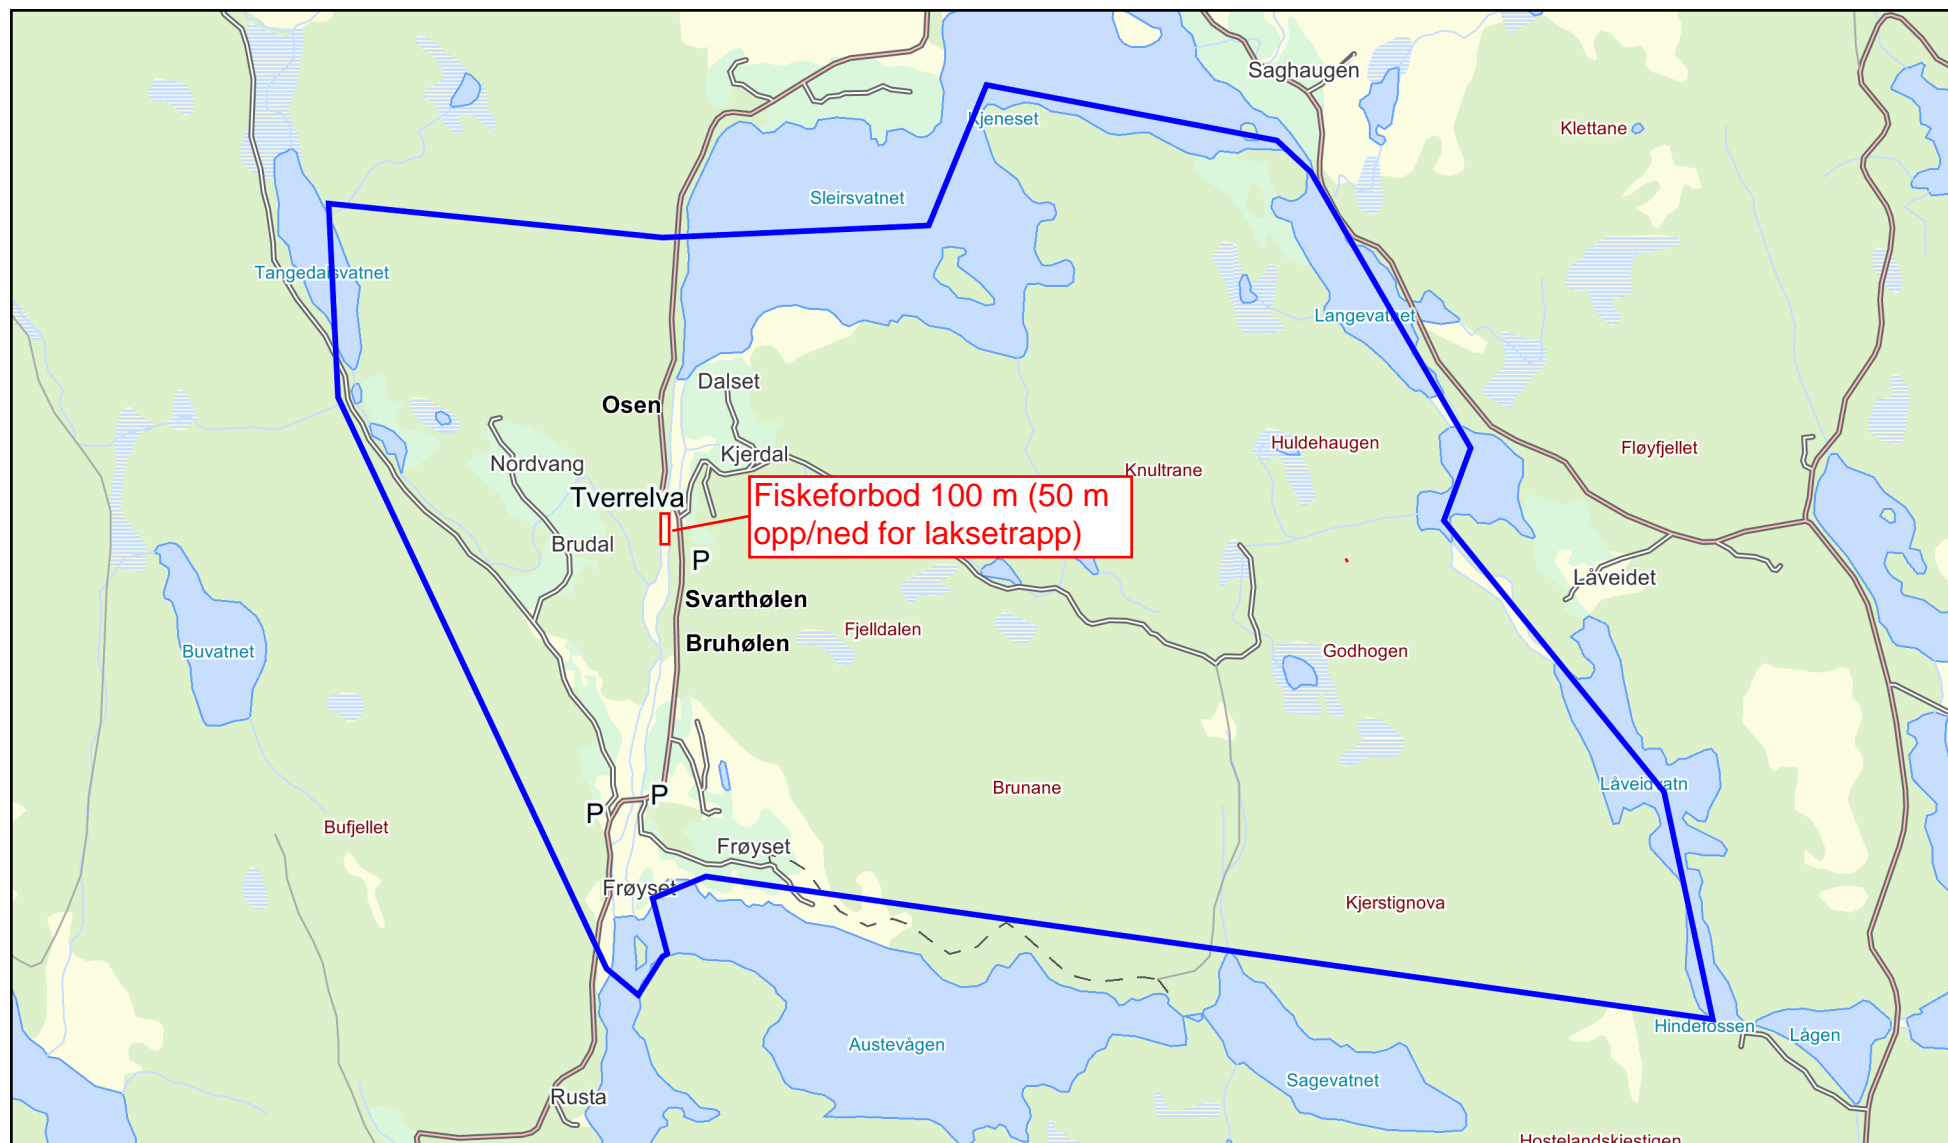 Saghaugen
Kjeneset
Klettane
Sleirsvatnet
Tangedalsvatnet
Langevatnet
Dalset
Osen
Huldehaugen
Fløyfjellet
Kjerdal
Nordvang
Knultrane
Tverrelva
Fiskeforbod 100 m (50 m
opp/ned for laksetrapp)
Brudal
P
Låveidet
Svarthølen
Fjelldalen
Bruhølen
Buvatnet
Godhogen
Låveidvatn
Brunane
P
P
Bufjellet
Frøyset
Frøyset
Kjerstignova
Hindefossen
Lågen
Austevågen
Sagevatnet
Rusta
Hostelandskiestigen